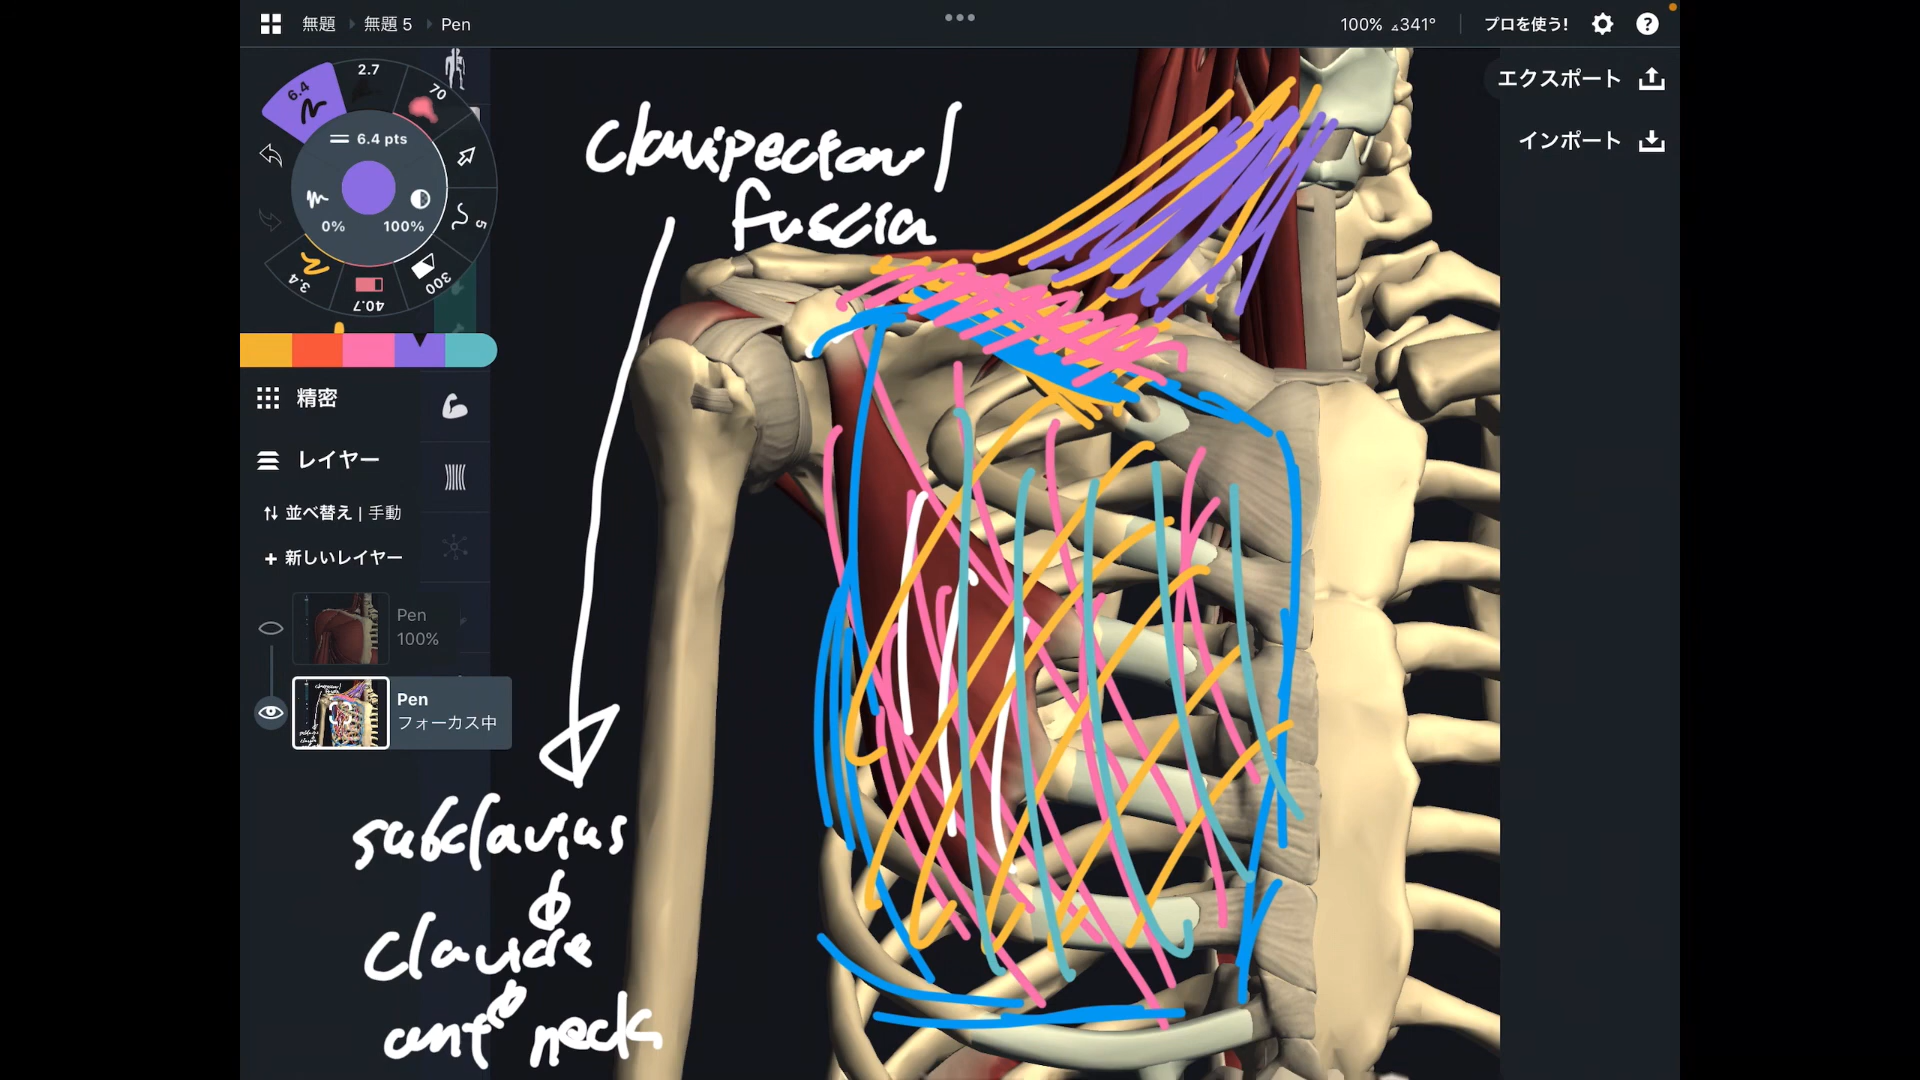 無題 無題 5 Pen
100% 341°
プロを使う!
エクスポート
インポート
2.7
6.4
70
6.4 pts
0% 100%
5
300
40.7
3.4
精密
レイヤー
並べ替え | 手動
+ 新しいレイヤー
Pen
100%
Pen
フォーカス中
Clavipectoral
fascia
subclavius
clavicle
ant neck